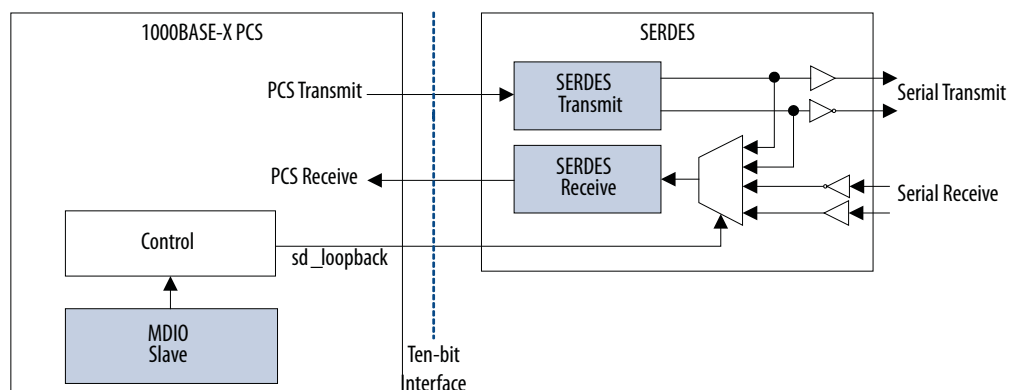 1000BASE-X PCS
SERDES
PCS Transmit
SERDES
Transmit
Serial Transmit
PCS Receive
SERDES
Receive
Serial Receive
Control
sd_loopback
MDIO
Slave
Ten-bit
Interface